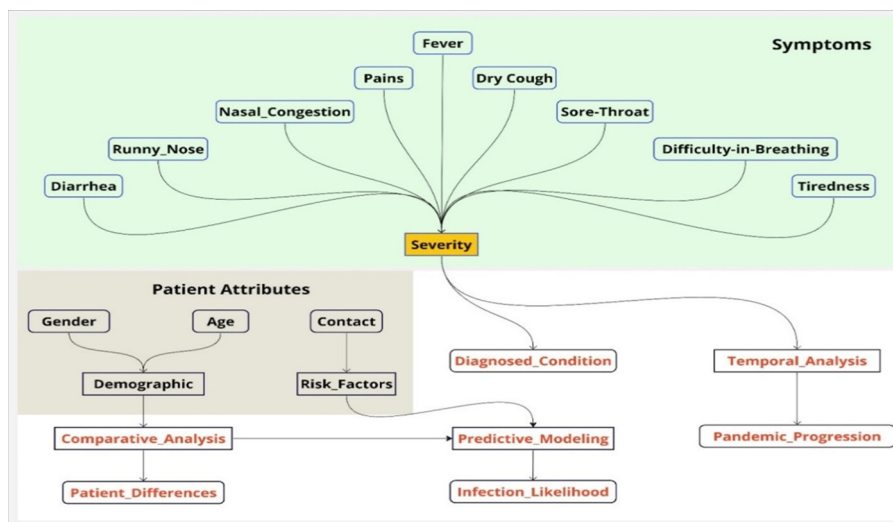 Fever
Symptoms
Pains
Dry Cough
Nasal_Congestion
Sore-Throat
Runny_Nose
Difficulty-in-Breathing
Diarrhea
Tiredness
Severity
Patient Attributes
Gender
Age
Contact
Diagnosed_Condition
Temporal_Analysis
Demographic
Risk_Factors
Comparative_Analysis
Predictive_Modeling
Pandemic_Progression
Patient_Differences
Infection_Likelihood